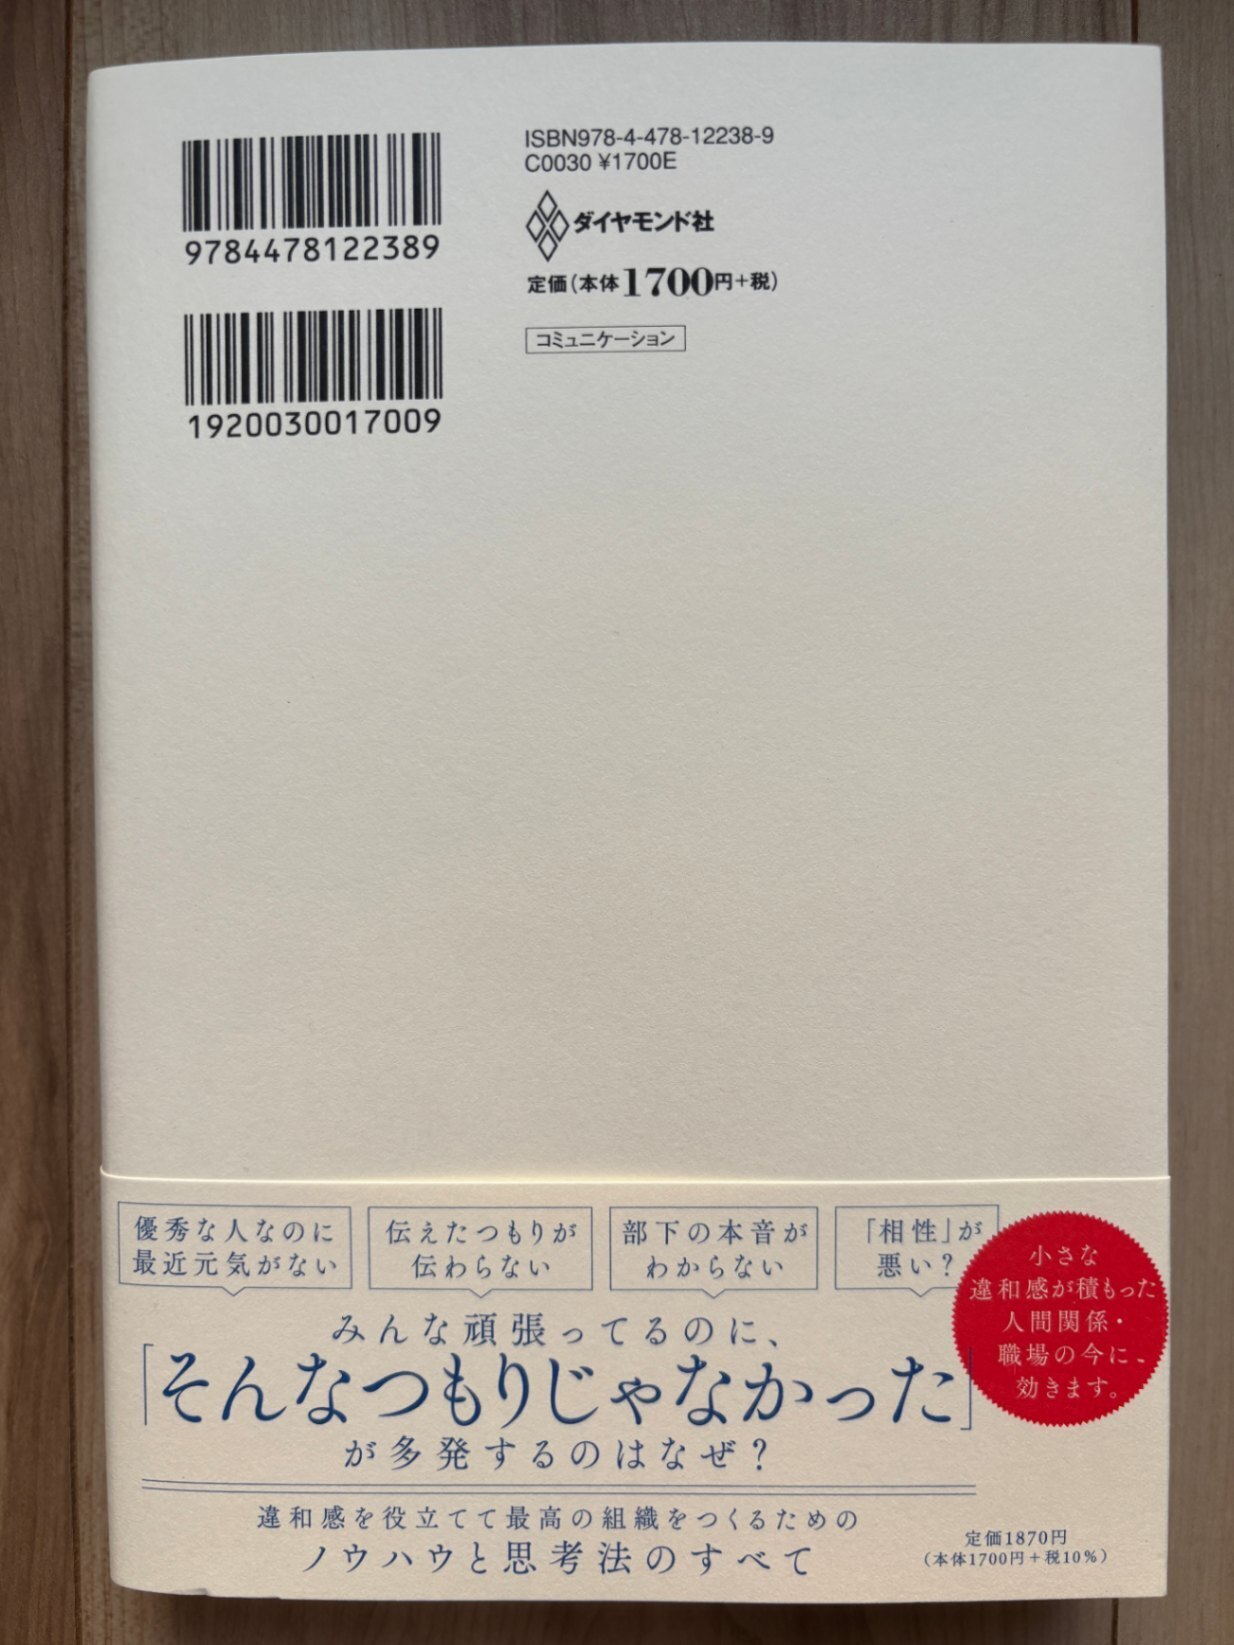 9784478122389
1920030017009
ISBN978-4-478-12238-9
C0030 ¥1700E
ダイヤモンド社
定価(本体1700円+税)
コミュニケーション
優秀な人なのに
最近元気がない
伝えたつもりが
伝わらない
部下の本音が
わからない
「相性」が
悪い?
小さな
違和感が積もった
人間関係・
職場の今に、
効きます。
みんな頑張ってるのに、
「そんなつもりじゃなかった」
が多発するのはなぜ?
違和感を役立てて最高の組織をつくるための
ノウハウと思考法のすべて
定価1870円
(本体1700円+税10%)